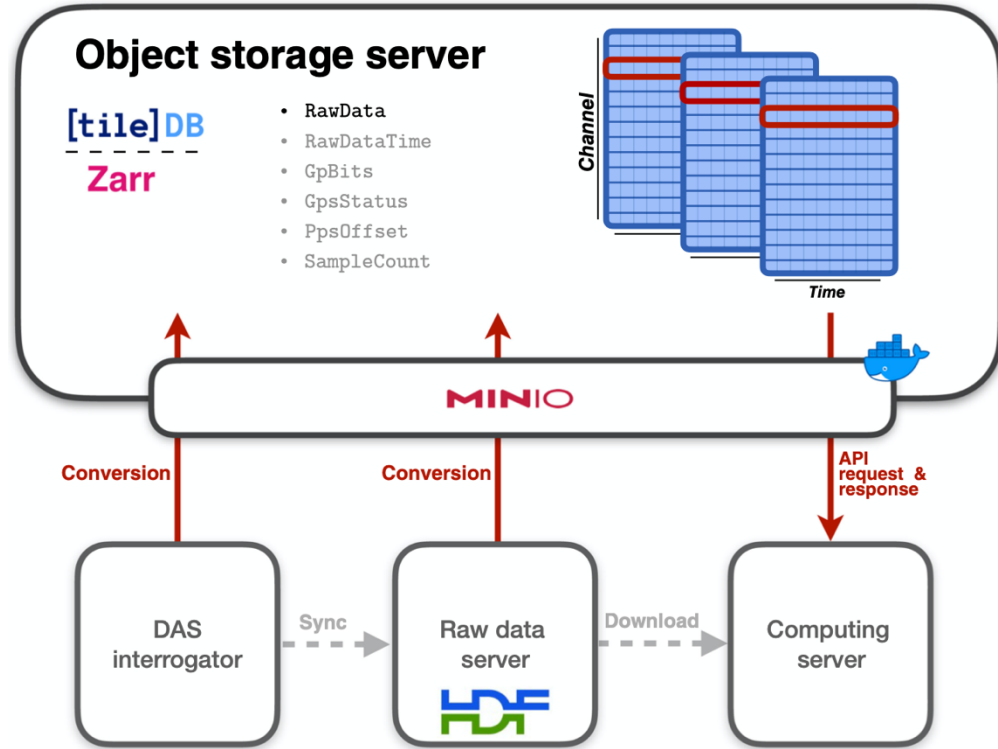 Object storage server
[tile]DB
Zarr
• RawData
• RawDataTime
• GpBits
• GpsStatus
• PpsOffset
• SampleCount
Channel
Time
MINIO
Conversion
Conversion
API
request &
response
DAS
interrogator
Sync
Raw data
server
HDF
Download
Computing
server